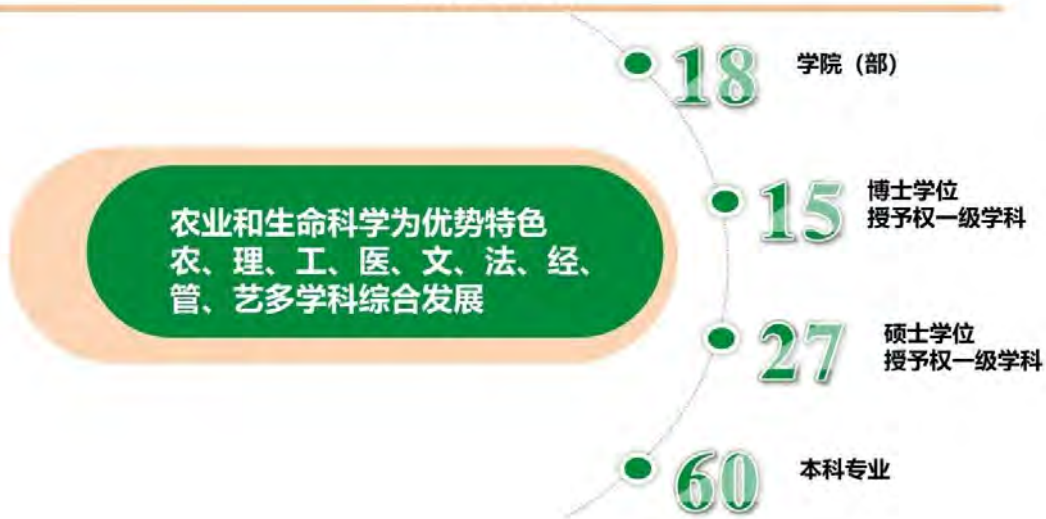 18
学院（部）
农业和生命科学为优势特色
农、理、工、医、文、法、经、
管、艺多学科综合发展
15
博士学位
授予权一级学科
27
硕士学位
授予权一级学科
60
本科专业